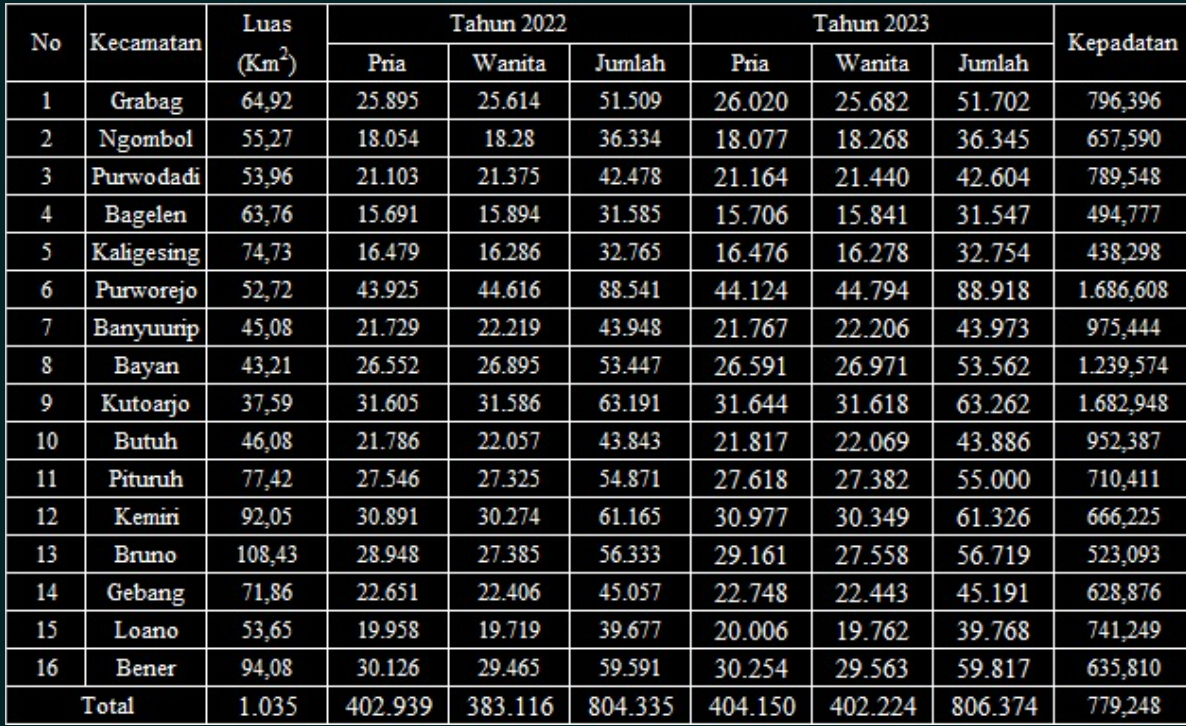 No Kecamatan Luas (Km²) Tahun 2022 Tahun 2023 Kepadatan
Pria Wanita Jumlah Pria Wanita Jumlah
1 Grabag 64,92 25.895 25.614 51.509 26.020 25.682 51.702 796,396
2 Ngombol 55,27 18.054 18.28 36.334 18.077 18.268 36.345 657,590
3 Purwodadi 53,96 21.103 21.375 42.478 21.164 21.440 42.604 789,548
4 Bagelen 63,76 15.691 15.894 31.585 15.706 15.841 31.547 494,777
5 Kaligesing 74,73 16.479 16.286 32.765 16.476 16.278 32.754 438,298
6 Purworejo 52,72 43.925 44.616 88.541 44.124 44.794 88.918 1.686,608
7 Banyuurip 45,08 21.729 22.219 43.948 21.767 22.206 43.973 975,444
8 Bayan 43,21 26.552 26.895 53.447 26.591 26.971 53.562 1.239,574
9 Kutoarjo 37,59 31.605 31.586 63.191 31.644 31.618 63.262 1.682,948
10 Butuh 46,08 21.786 22.057 43.843 21.817 22.069 43.886 952,387
11 Pituruh 77,42 27.546 27.325 54.871 27.618 27.382 55.000 710,411
12 Kemiri 92,05 30.891 30.274 61.165 30.977 30.349 61.326 666,225
13 Bruno 108,43 28.948 27.385 56.333 29.161 27.558 56.719 523,093
14 Gebang 71,86 22.651 22.406 45.057 22.748 22.443 45.191 628,876
15 Loano 53,65 19.958 19.719 39.677 20.006 19.762 39.768 741,249
16 Bener 94,08 30.126 29.465 59.591 30.254 29.563 59.817 635,810
Total 1.035 402.939 383.116 804.335 404.150 402.224 806.374 779,248